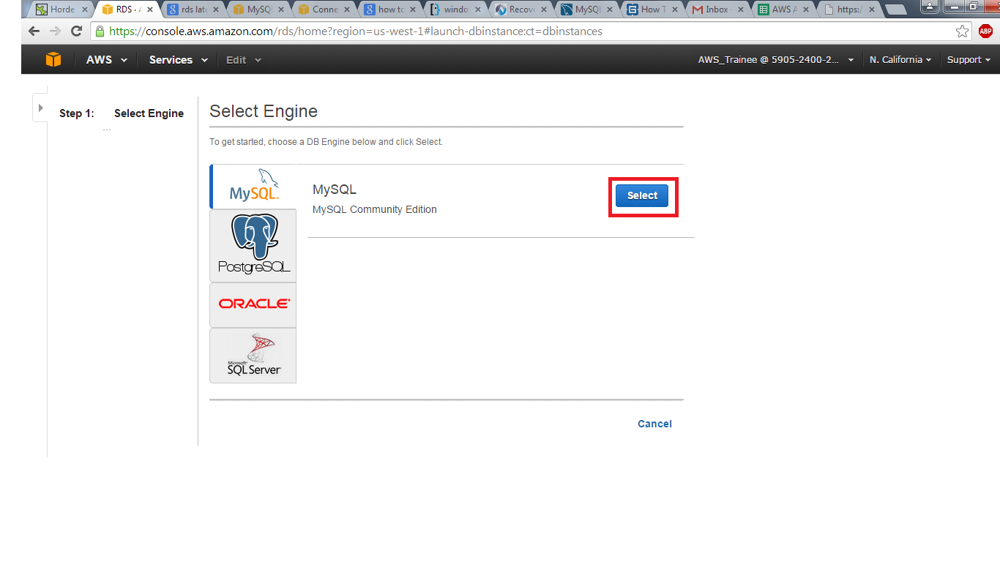 Horde
RDS · A
rds late
MySQL
Conne
how to
windo
Recove
MySQL
How T
Inbox -
AWS A
https:/
https://console.aws.amazon.com/rds/home?region=us-west-1#launch-dbinstance:ct=dbinstances
ABP
AWS
Services
Edit
AWS_Trainee @ 5905-2400-2...
N. California
Support
Step 1: Select Engine
...
Select Engine
To get started, choose a DB Engine below and click Select.
MySQL™
MySQL
Select
MySQL Community Edition
PostgreSQL
ORACLE®
Microsoft®
SQL Server®
Cancel